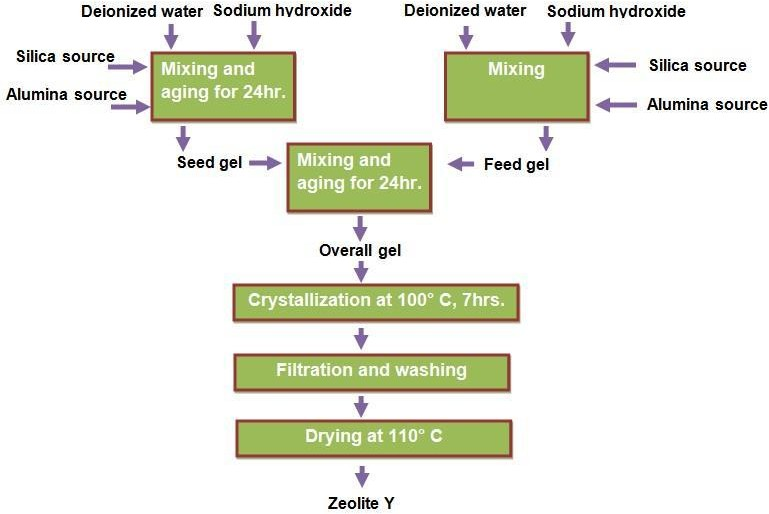 Deionized water
Sodium hydroxide
Deionized water
Sodium hydroxide
Silica source
Alumina source
Mixing and
aging for 24hr.
Mixing
Silica source
Alumina source
Seed gel
Mixing and
aging for 24hr.
Feed gel
Overall gel
Crystallization at 100° C, 7hrs.
Filtration and washing
Drying at 110° C
Zeolite Y